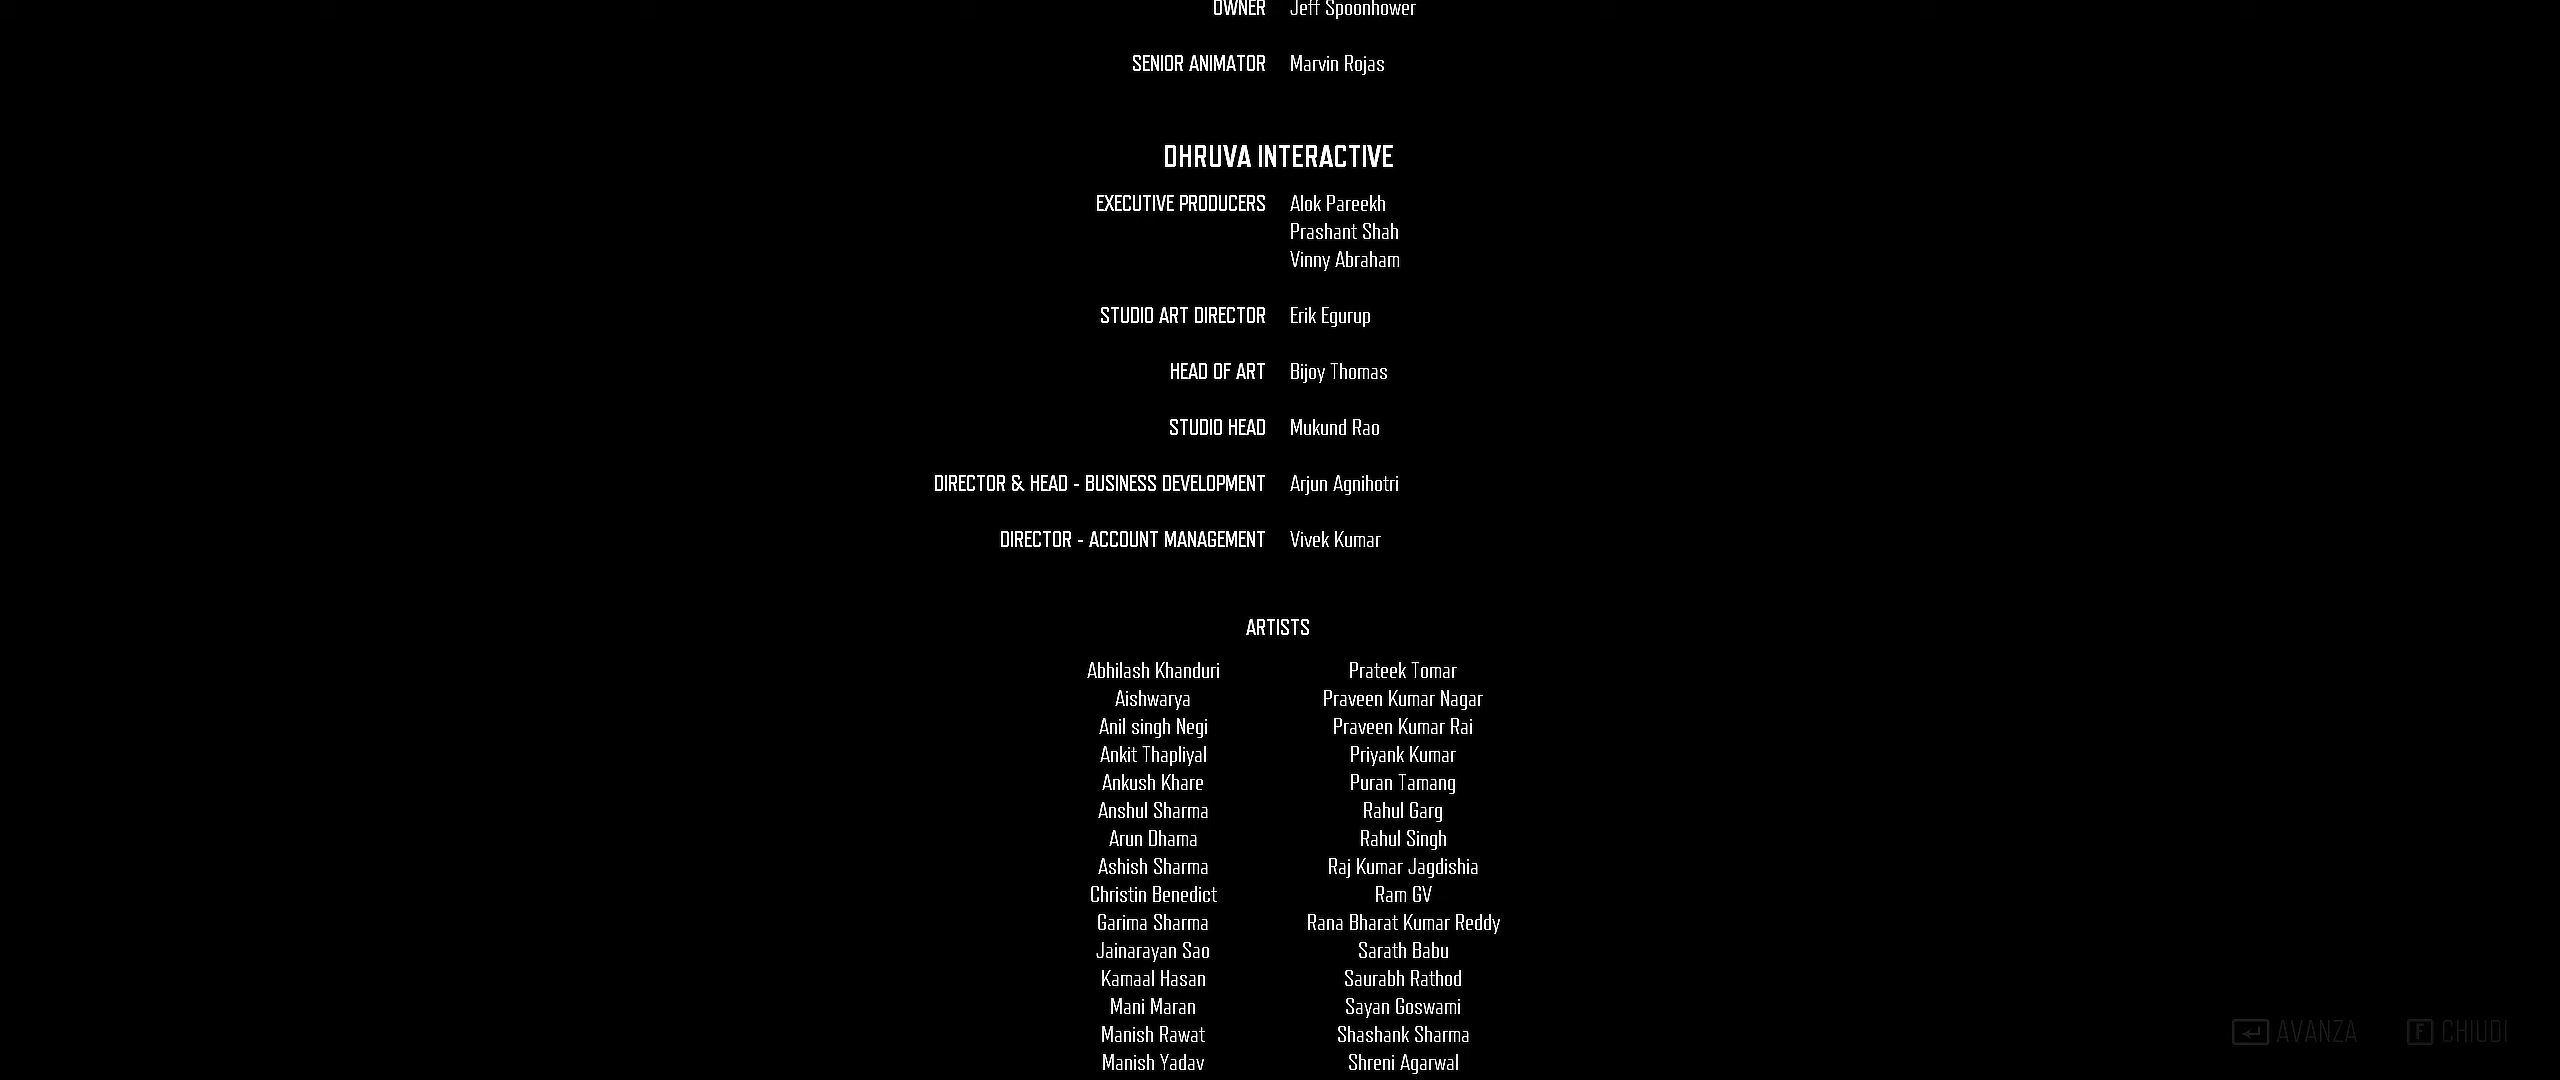 OWNER Jeff Spoonhower
SENIOR ANIMATOR Marvin Rojas
DHRUVA INTERACTIVE
EXECUTIVE PRODUCERS Alok Pareekh
Prashant Shah
Vinny Abraham
STUDIO ART DIRECTOR Erik Egurup
HEAD OF ART Bijoy Thomas
STUDIO HEAD Mukund Rao
DIRECTOR & HEAD - BUSINESS DEVELOPMENT Arjun Agnihotri
DIRECTOR - ACCOUNT MANAGEMENT Vivek Kumar
ARTISTS
Abhilash Khanduri Prateek Tomar
Aishwarya Praveen Kumar Nagar
Anil singh Negi Praveen Kumar Rai
Ankit Thapliyal Priyank Kumar
Ankush Khare Puran Tamang
Anshul Sharma Rahul Garg
Arun Dhama Rahul Singh
Ashish Sharma Raj Kumar Jagdishia
Christin Benedict Ram GV
Garima Sharma Rana Bharat Kumar Reddy
Jainarayan Sao Sarath Babu
Kamaal Hasan Saurabh Rathod
Mani Maran Sayan Goswami
Manish Rawat Shashank Sharma
Manish Yadav Shreni Agarwal
AVANZA F CHIUDI